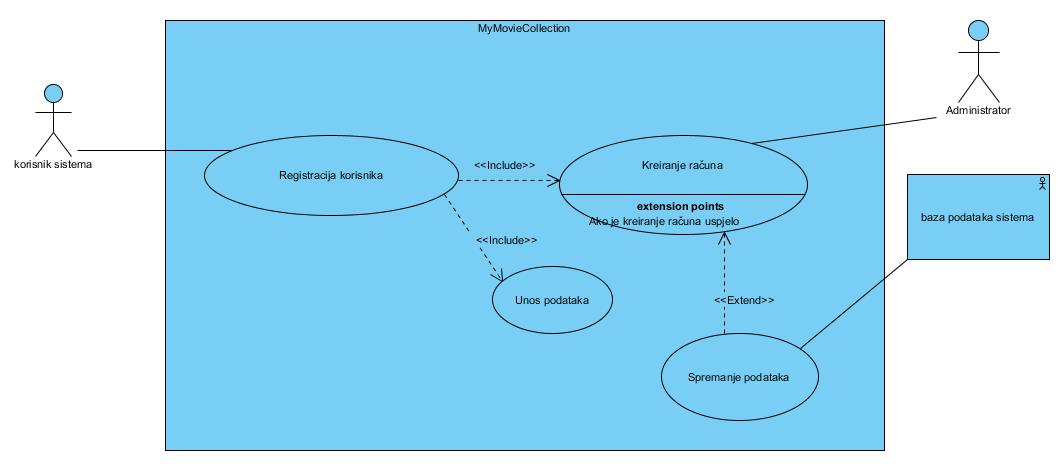 MyMovieCollection
korisnik sistema
Administrator
Registracija korisnika
<<Include>>
Kreiranje računa
extension points
Ako je kreiranje računa uspjelo
baza podataka sistema
<<Include>>
Unos podataka
<<Extend>>
Spremanje podataka